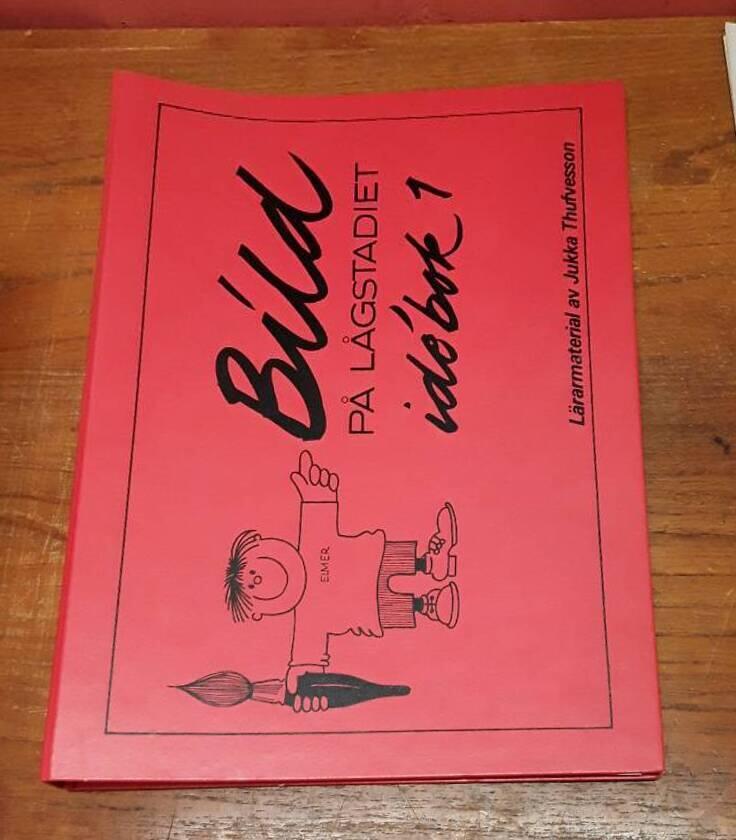 Bild
PÅ LÅGSTADIET
idébok 1
Lärarmaterial av Jukka Thufvesson
ELMER